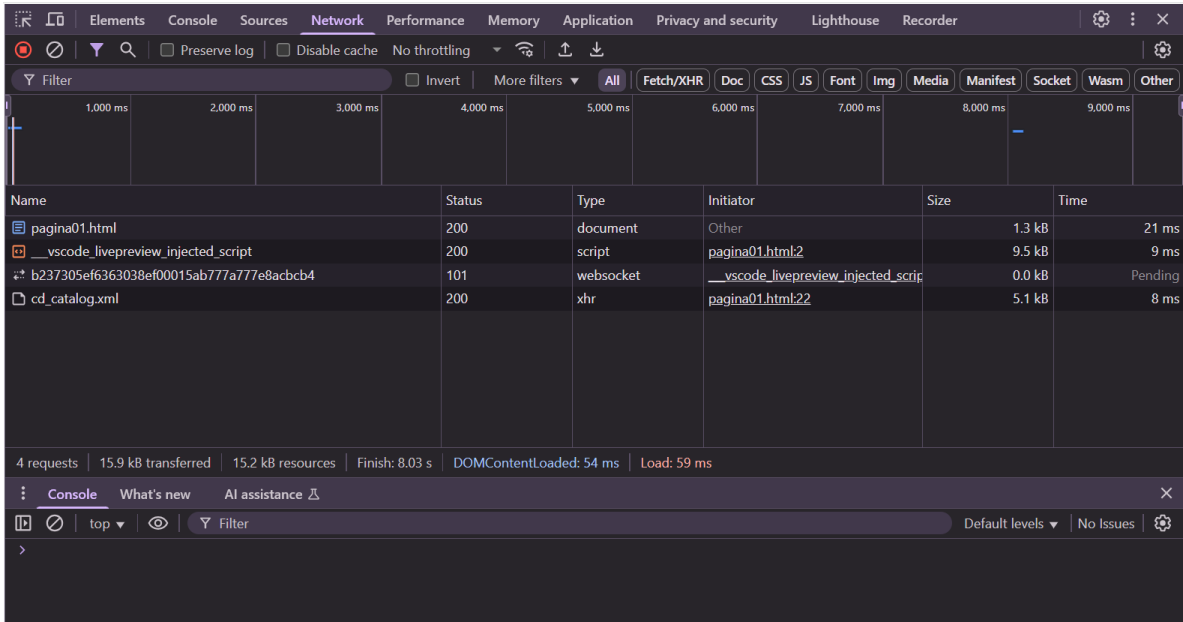 Elements Console Sources Network Performance Memory Application Privacy and security Lighthouse Recorder
Preserve log Disable cache No throttling
Filter Invert More filters All Fetch/XHR Doc CSS JS Font Img Media Manifest Socket Wasm Other
1,000 ms 2,000 ms 3,000 ms 4,000 ms 5,000 ms 6,000 ms 7,000 ms 8,000 ms 9,000 ms
Name Status Type Initiator Size Time
pagina01.html 200 document Other 1.3 kB 21 ms
___vscode_livepreview_injected_script 200 script pagina01.html:2 9.5 kB 9 ms
b237305ef6363038ef00015ab777a777e8acbcb4 101 websocket ___vscode_livepreview_injected_scrip 0.0 kB Pending
cd_catalog.xml 200 xhr pagina01.html:22 5.1 kB 8 ms
4 requests 15.9 kB transferred 15.2 kB resources Finish: 8.03 s DOMContentLoaded: 54 ms Load: 59 ms
Console What's new AI assistance
top Filter Default levels No Issues